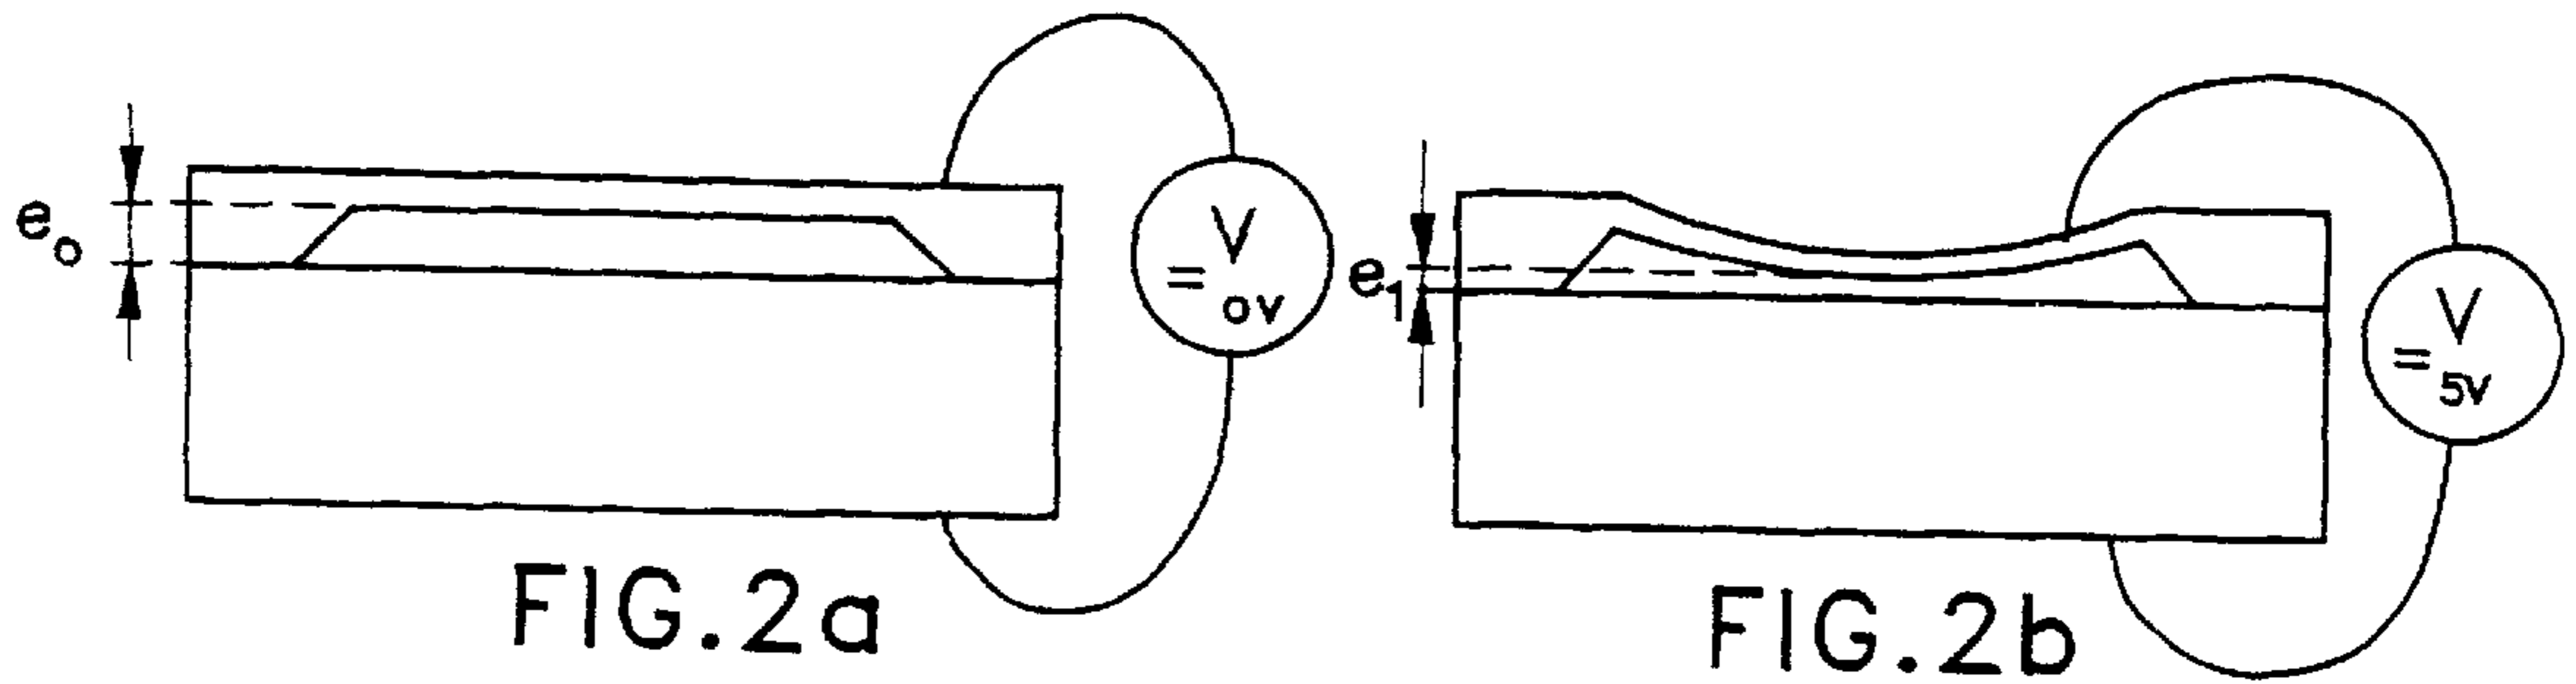 e₀
V
= 0V
FIG.2a
e₁
V
= 5V
FIG.2b